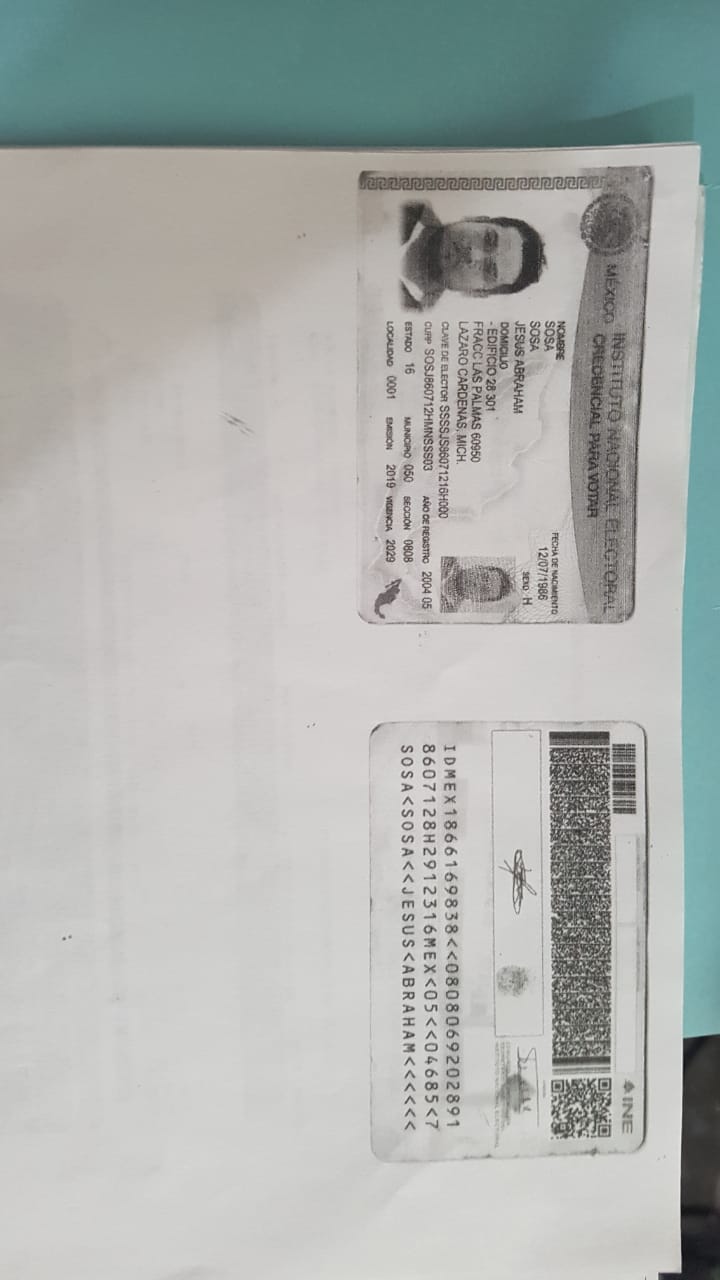 MÉXICO INSTITUTO NACIONAL ELECTORAL
CREDENCIAL PARA VOTAR
NOMBRE
SOSA
SOSA
JESUS ABRAHAM
FECHA DE NACIMIENTO
12/07/1986
SEXO H
DOMICILIO
- EDIFICIO 28 301
FRACC LAS PALMAS 60950
LAZARO CARDENAS, MICH.
CLAVE DE ELECTOR SSSSJS86071216H000
CURP SOSJ860712HMNSSS03 AÑO DE REGISTRO 2004 05
ESTADO 16 MUNICIPIO 050 SECCIÓN 0808
LOCALIDAD 0001 EMISIÓN 2019 VIGENCIA 2029
INE
IDMEX1866169838<<0808069202891
8607128H2912316MEX<05<<04685<7
SOSA<SOSA<<JESUS<ABRAHAM<<<<<<